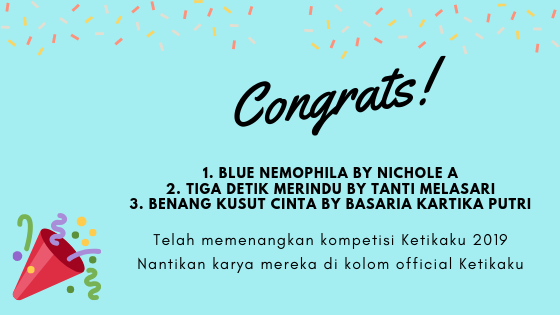 Congrats!
1. BLUE NEMOPHILA BY NICHOLE A
2. TIGA DETIK MERINDU BY TANTI MELASARI
3. BENANG KUSUT CINTA BY BASARIA KARTIKA PUTRI
Telah memenangkan kompetisi Ketikaku 2019
Nantikan karya mereka di kolom official Ketikaku